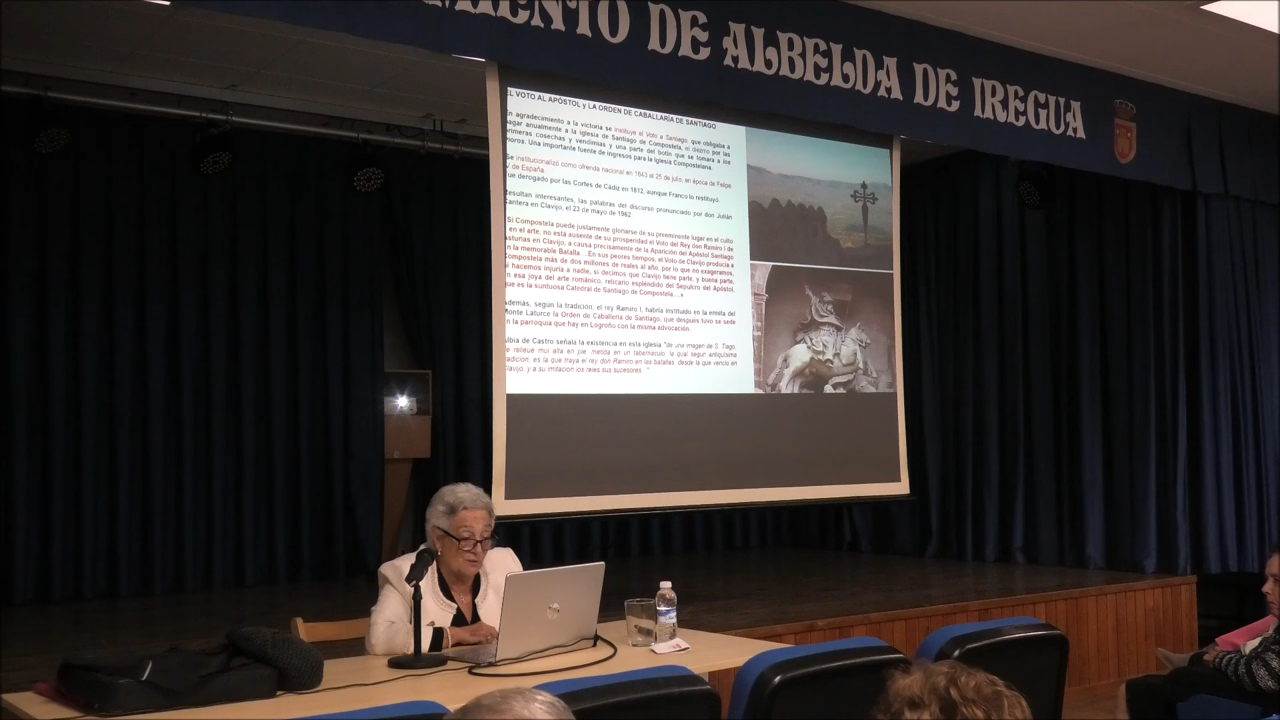 MIENTO DE ALBELDA DE IREGUA
EL VOTO AL APÓSTOL y LA ORDEN DE CABALLARÍA DE SANTIAGO
En agradecimiento a la victoria se instituye el Voto a Santiago, que obligaba a
pagar anualmente a la iglesia de Santiago de Compostela, el diezmo por las
primeras cosechas y vendimias y una parte del botín que se tomara a los
moros. Una importante fuente de ingresos para la Iglesia Compostelana.
Se institucionalizó como ofrenda nacional en 1643 el 25 de julio, en época de Felipe
IV de España.
ue derogado por las Cortes de Cádiz en 1812, aunque Franco lo restituyó.
Resultan interesantes, las palabras del discurso pronunciado por don Julián
Cantera en Clavijo, el 23 de mayo de 1962
Si Compostela puede justamente gloriarse de su preeminente lugar en el culto
en el arte, no está ausente de su prosperidad el Voto del Rey don Ramiro I de
Asturias en Clavijo, a causa precisamente de la Aparición del Apóstol Santiago
en la memorable Batalla... En sus peores tiempos, el Voto de Clavijo producía a
Compostela más de dos millones de reales al año, por lo que no exageramos,
ni hacemos injuria a nadie, si decimos que Clavijo tiene parte, y buena parte,
en esa joya del arte románico, relicario espléndido del Sepulcro del Apóstol,
que es la suntuosa Catedral de Santiago de Compostela....»
Además, según la tradición, el rey Ramiro I, habría instituido en la ermita del
Monte Laturce la Orden de Caballería de Santiago, que después tuvo se sede
en la parroquia que hay en Logroño con la misma advocación.
Albia de Castro señala la existencia en esta iglesia "de una imagen de S. Tiago,
de relieve mui alta en pie, metida en un tabernaculo, la qual segun antiquísima
tradicion, es la que traya el rey don Ramiro en las batallas, desde la que vencio en
Clavijo, y a su imitacion los reies sus sucesores..."
hp